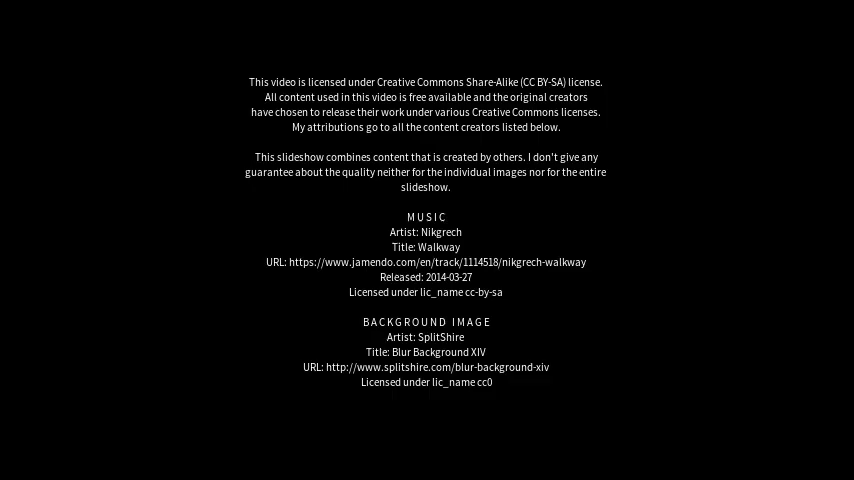 This video is licensed under Creative Commons Share-Alike (CC BY-SA) license.
All content used in this video is free available and the original creators
have chosen to release their work under various Creative Commons licenses.
My attributions go to all the content creators listed below.
This slideshow combines content that is created by others. I don't give any
guarantee about the quality neither for the individual images nor for the entire
slideshow.
MUSIC
Artist: Nikgrech
Title: Walkway
URL: https://www.jamendo.com/en/track/1114518/nikgrech-walkway
Released: 2014-03-27
Licensed under lic_name cc-by-sa
BACKGROUND IMAGE
Artist: SplitShire
Title: Blur Background XIV
URL: http://www.splitshire.com/blur-background-xiv
Licensed under lic_name cc0